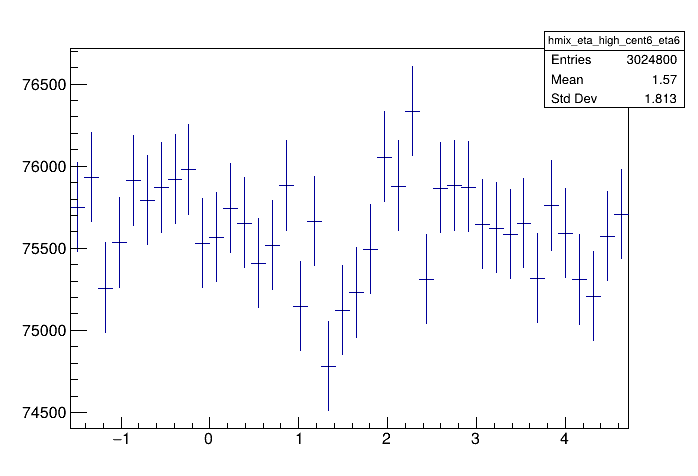 hmix_eta_high_cent6_eta6
Entries 3024800
Mean 1.57
Std Dev 1.813
76500
76000
75500
75000
74500
−1 0 1 2 3 4